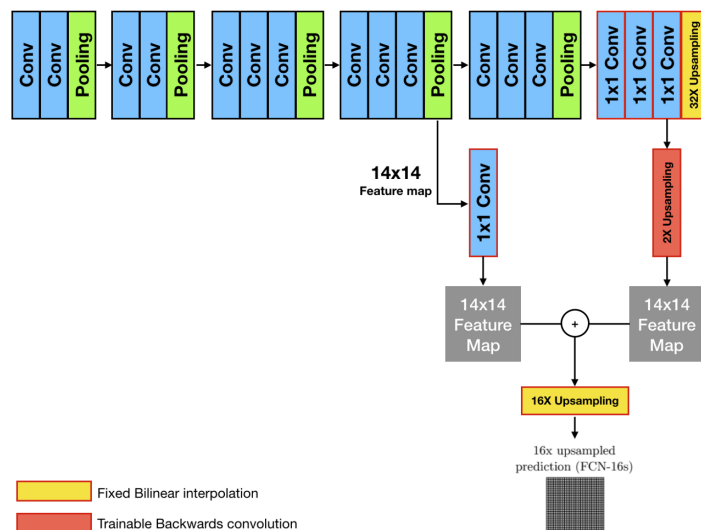 Conv
Conv
Pooling
Conv
Conv
Pooling
Conv
Conv
Conv
Pooling
Conv
Conv
Conv
Pooling
Conv
Conv
Conv
Pooling
1x1 Conv
1x1 Conv
1x1 Conv
32X Upsampling
14x14
Feature map
1x1 Conv
2X Upsampling
14x14
Feature
Map
+
14x14
Feature
Map
16X Upsampling
16x upsampled
prediction (FCN-16s)
Fixed Bilinear interpolation
Trainable Backwards convolution